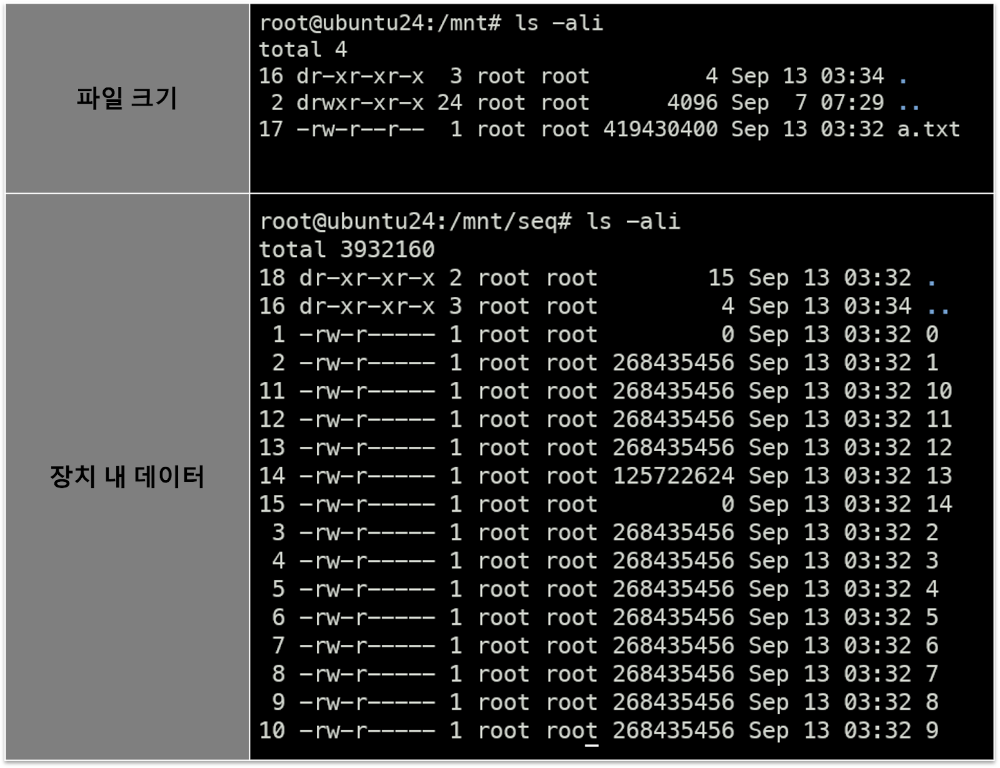 파일 크기
root@ubuntu24:/mnt# ls -ali
total 4
16 dr-xr-xr-x  3 root root         4 Sep 13 03:34 .
 2 drwxr-xr-x 24 root root      4096 Sep  7 07:29 ..
17 -rw-r--r--  1 root root 419430400 Sep 13 03:32 a.txt
장치 내 데이터
root@ubuntu24:/mnt/seq# ls -ali
total 3932160
18 dr-xr-xr-x 2 root root        15 Sep 13 03:32 .
16 dr-xr-xr-x 3 root root         4 Sep 13 03:34 ..
 1 -rw-r----- 1 root root         0 Sep 13 03:32 0
 2 -rw-r----- 1 root root 268435456 Sep 13 03:32 1
11 -rw-r----- 1 root root 268435456 Sep 13 03:32 10
12 -rw-r----- 1 root root 268435456 Sep 13 03:32 11
13 -rw-r----- 1 root root 268435456 Sep 13 03:32 12
14 -rw-r----- 1 root root 125722624 Sep 13 03:32 13
15 -rw-r----- 1 root root         0 Sep 13 03:32 14
 3 -rw-r----- 1 root root 268435456 Sep 13 03:32 2
 4 -rw-r----- 1 root root 268435456 Sep 13 03:32 3
 5 -rw-r----- 1 root root 268435456 Sep 13 03:32 4
 6 -rw-r----- 1 root root 268435456 Sep 13 03:32 5
 7 -rw-r----- 1 root root 268435456 Sep 13 03:32 6
 8 -rw-r----- 1 root root 268435456 Sep 13 03:32 7
 9 -rw-r----- 1 root root 268435456 Sep 13 03:32 8
10 -rw-r----- 1 root root 268435456 Sep 13 03:32 9